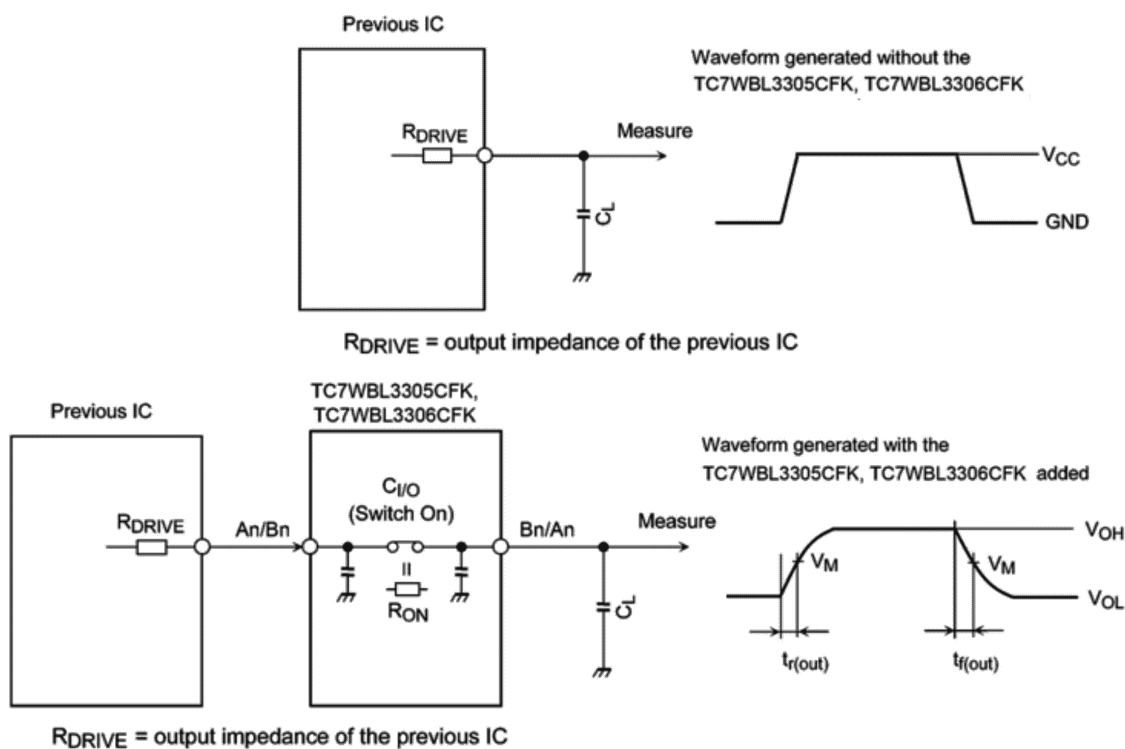 Previous IC
Waveform generated without the
TC7WBL3305CFK, TC7WBL3306CFK
RDRIVE
Measure
VCC
CL
GND
RDRIVE = output impedance of the previous IC
TC7WBL3305CFK,
TC7WBL3306CFK
Previous IC
Waveform generated with the
TC7WBL3305CFK, TC7WBL3306CFK added
CI/O
(Switch On)
RDRIVE
An/Bn
Bn/An
Measure
VOH
VM
VM
RON
CL
VOL
tr(out)
tf(out)
RDRIVE = output impedance of the previous IC